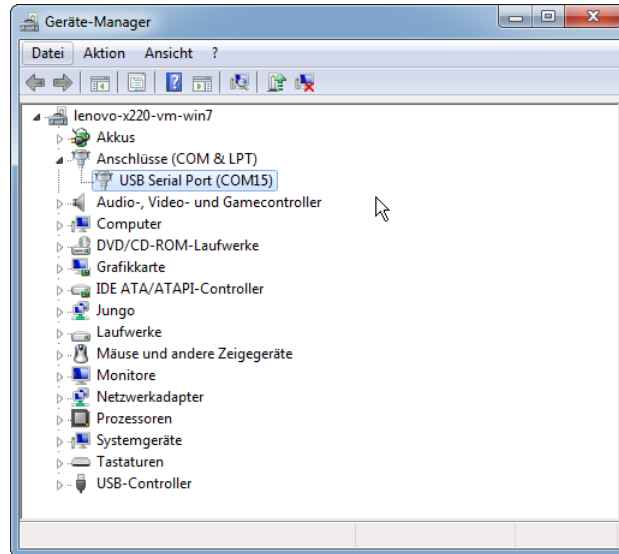 Geräte-Manager
Datei Aktion Ansicht ?
lenovo-x220-vm-win7
Akkus
Anschlüsse (COM & LPT)
USB Serial Port (COM15)
Audio-, Video- und Gamecontroller
Computer
DVD/CD-ROM-Laufwerke
Grafikkarte
IDE ATA/ATAPI-Controller
Jungo
Laufwerke
Mäuse und andere Zeigegeräte
Monitore
Netzwerkadapter
Prozessoren
Systemgeräte
Tastaturen
USB-Controller